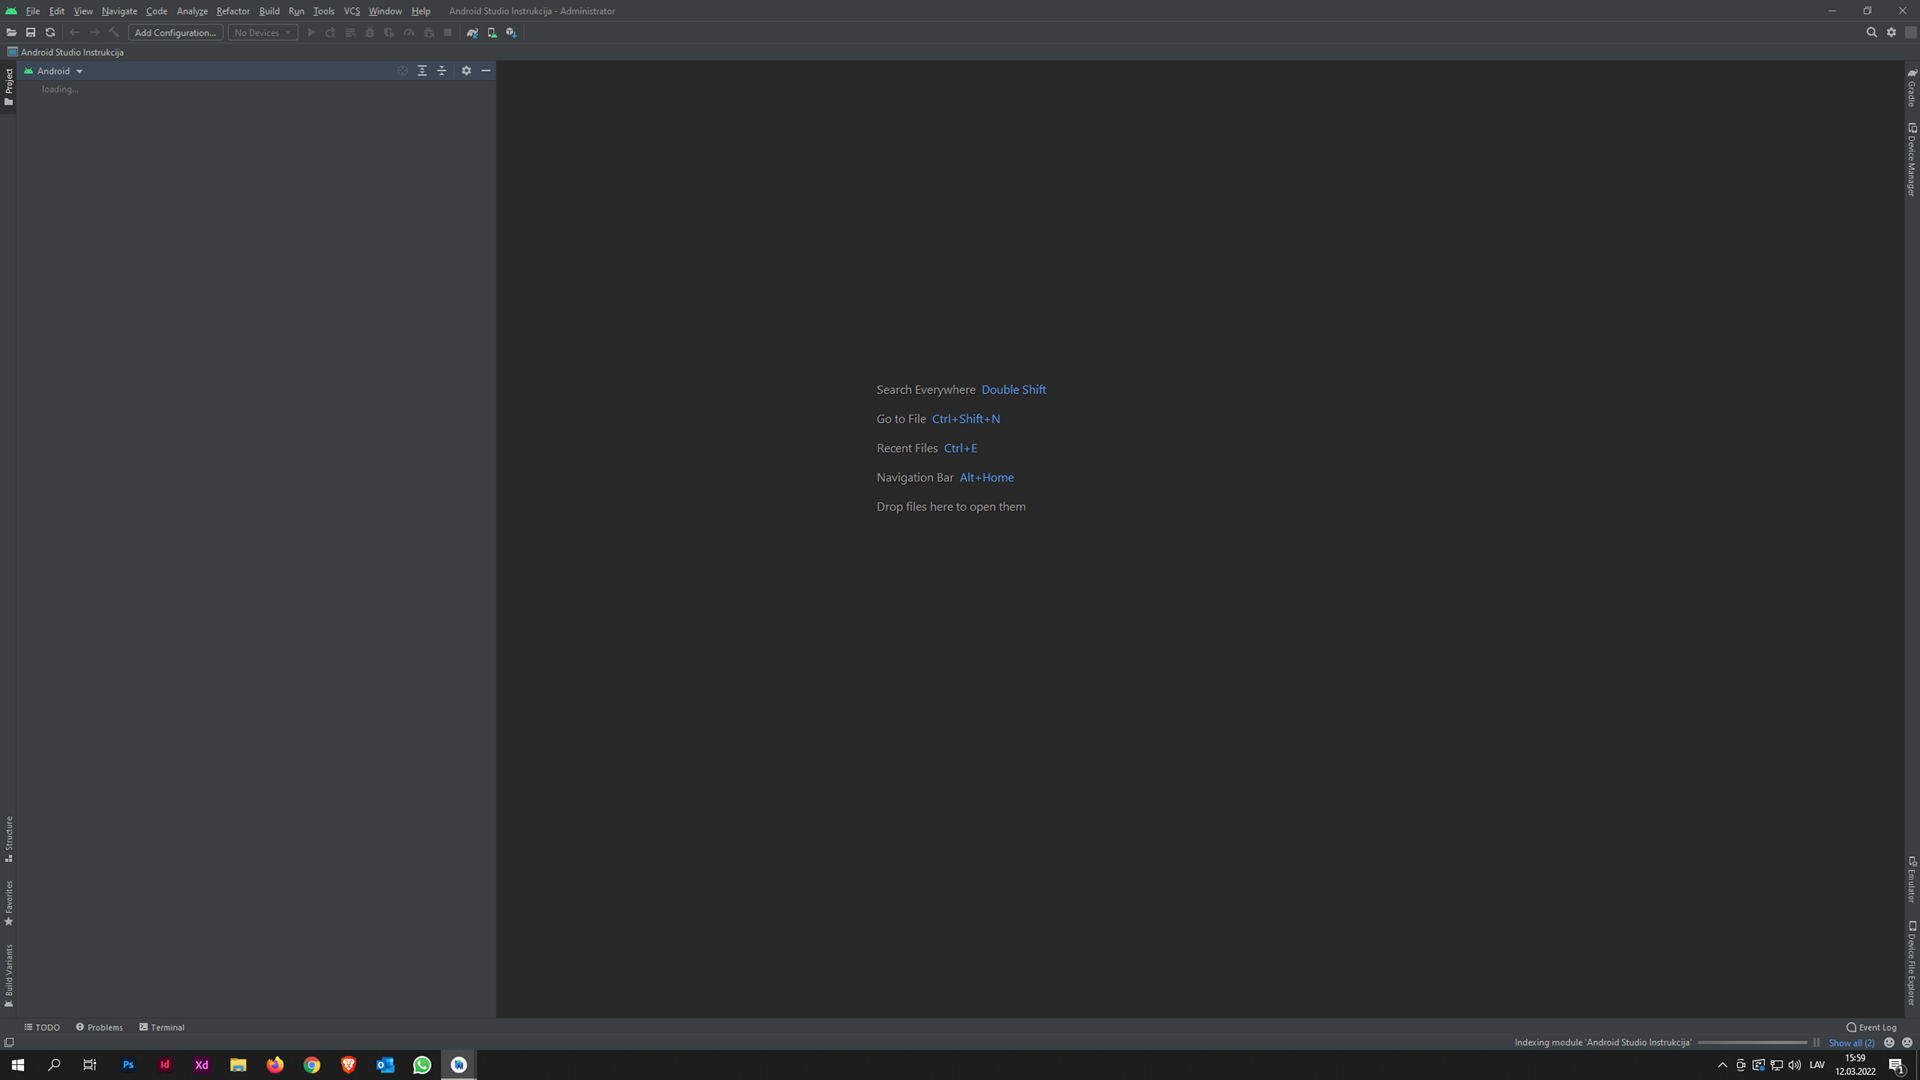 File Edit View Navigate Code Analyze Refactor Build Run Tools VCS Window Help Android Studio Instrukcija - Administrator
Add Configuration... No Devices
Android Studio Instrukcija
Project
Android
loading...
Search Everywhere Double Shift
Go to File Ctrl+Shift+N
Recent Files Ctrl+E
Navigation Bar Alt+Home
Drop files here to open them
Structure
Favorites
Build Variants
Gradle
Device Manager
Emulator
Device File Explorer
TODO Problems Terminal Event Log
Indexing module 'Android Studio Instrukcija' Show all (2)
Ps Id Xd LAV 15:59
12.03.2022 1